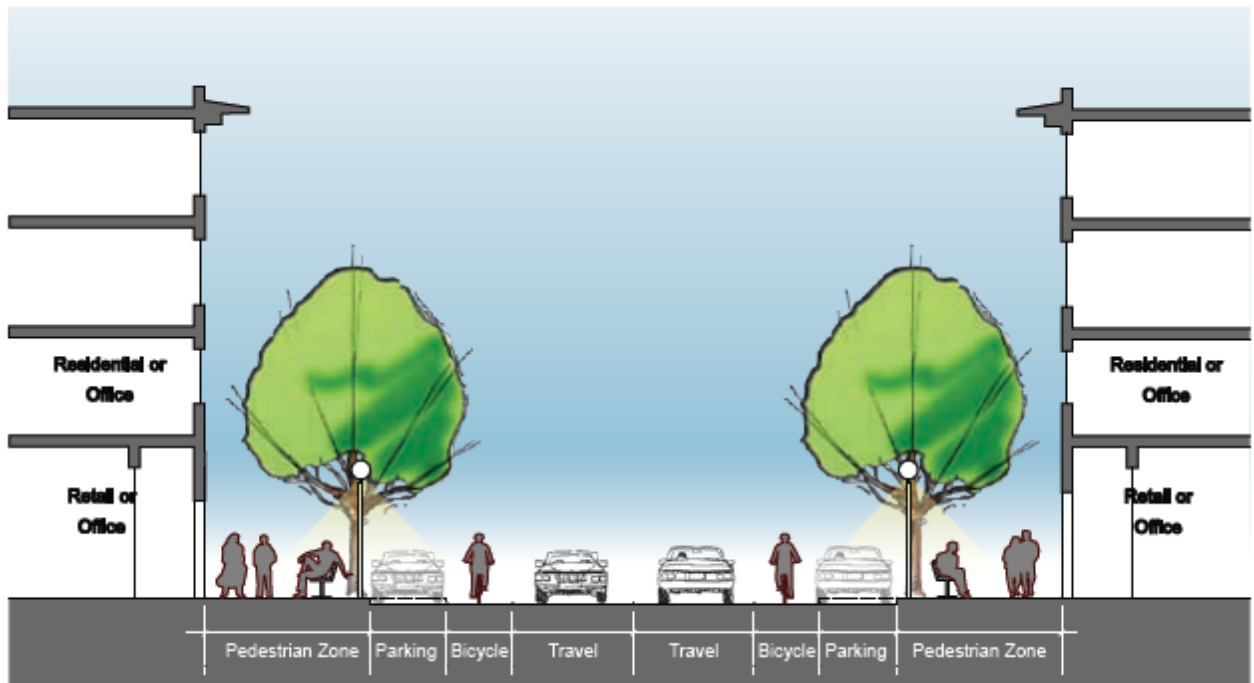 Residential or
Office
Residential or
Office
Retail or
Office
Retail or
Office
Pedestrian Zone Parking Bicycle Travel Travel Bicycle Parking Pedestrian Zone